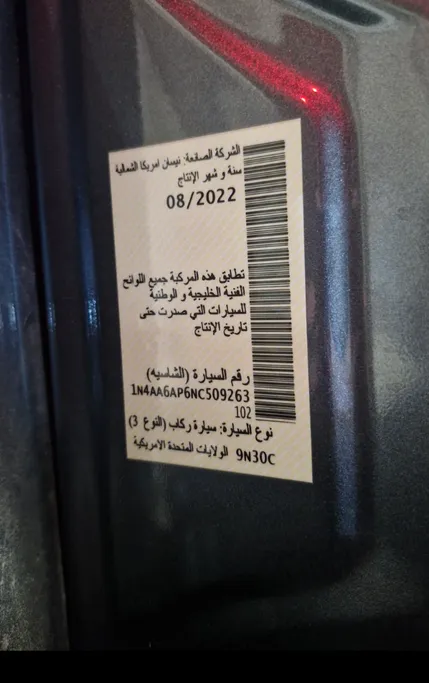 الشركة الصانعة: نيسان امريكا الشمالية
سنة و شهر الإنتاج
08/2022
تطابق هذه المركبة جميع اللوائح
الفنية الخليجية و الوطنية
للسيارات التي صدرت حتى
تاريخ الإنتاج
رقم السيارة (الشاسيه)
1N4AA6AP6NC509263
102
نوع السيارة: سيارة ركاب (النوع 3)
9N30C الولايات المتحدة الامريكية